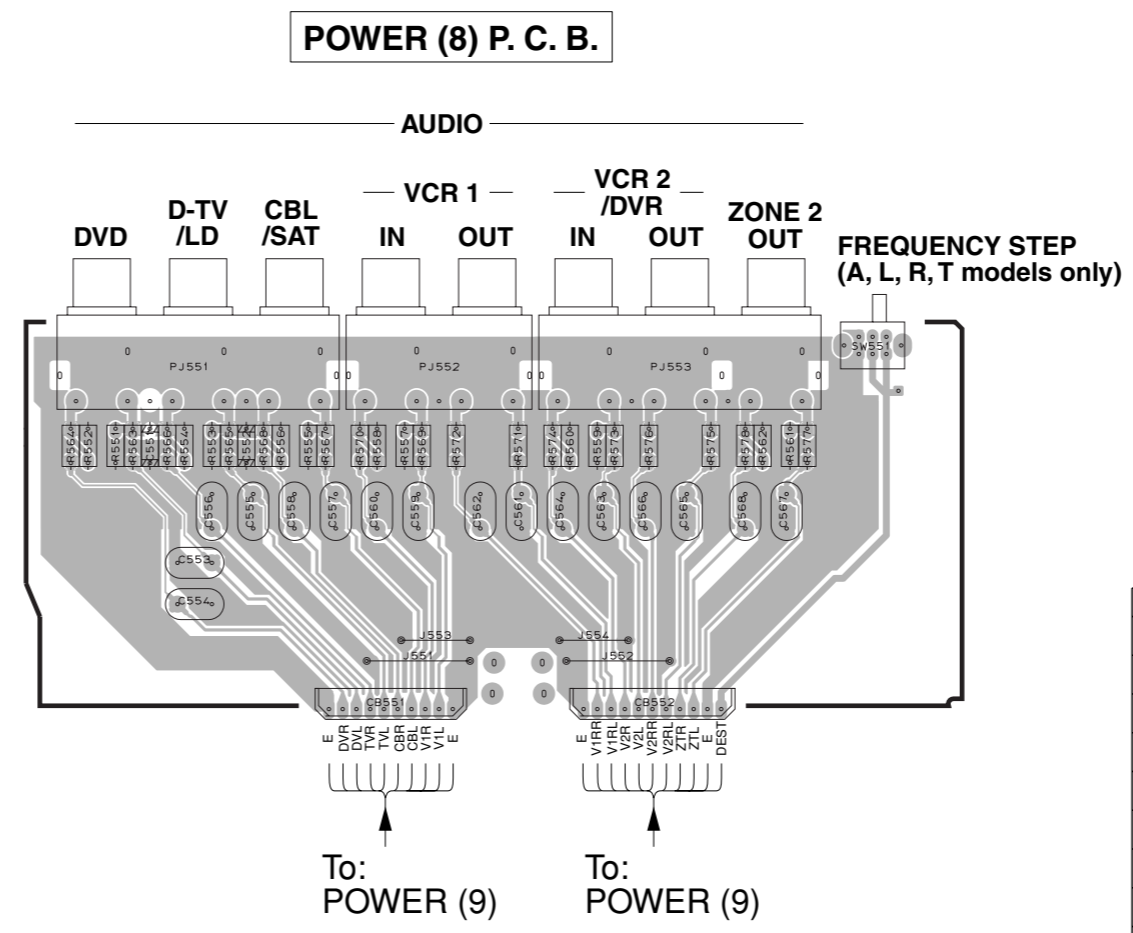 POWER (8) P. C. B.
AUDIO
VCR 1
VCR 2
/DVR
DVD
D-TV
/LD
CBL
/SAT
IN
OUT
IN
OUT
ZONE 2
OUT
FREQUENCY STEP
(A, L, R, T models only)
PJ551
PJ552
PJ553
SW551
R564
R552
R551
R563
C551
R566
R554
R553
R565
C552
R568
R556
R555
R567
R570
R558
R557
R569
R572
R571
R574
R560
R559
R573
R576
R575
R578
R562
R561
R577
C556
C555
C558
C557
C560
C559
C562
C561
C564
C563
C566
C565
C568
C567
C553
C554
J553
J554
J551
J552
CB551
CB552
E
DVR
DVL
TVR
TVL
CBR
CBL
V1R
V1L
E
E
V1RR
V1RL
V2R
V2L
V2RR
V2RL
ZTR
ZTL
E
DEST
To:
POWER (9)
To:
POWER (9)